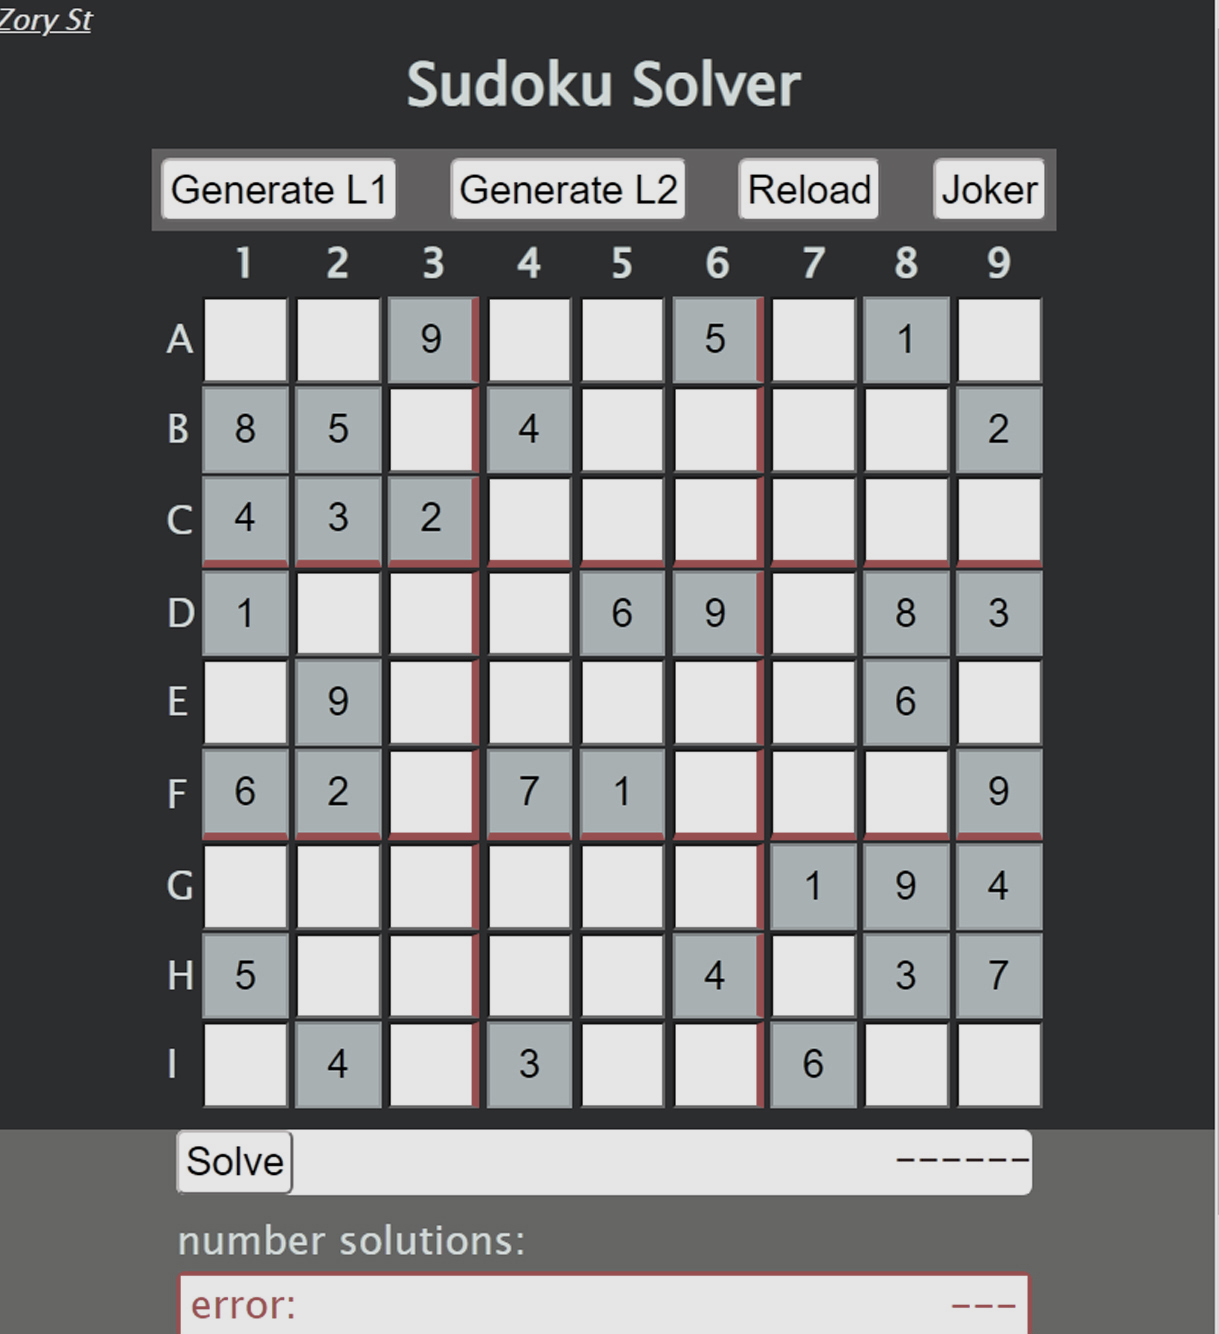 Zory St
Sudoku Solver
Generate L1 Generate L2 Reload Joker
1 2 3 4 5 6 7 8 9
A 9 5 1
B 8 5 4 2
C 4 3 2
D 1 6 9 8 3
E 9 6
F 6 2 7 1 9
G 1 9 4
H 5 4 3 7
I 4 3 6
Solve ------
number solutions:
error: ---